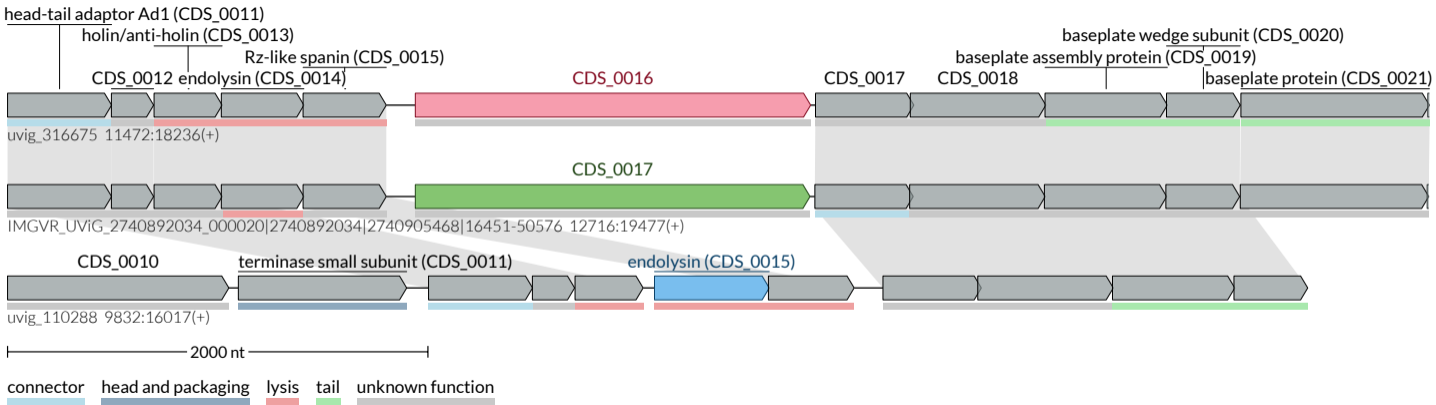 head-tail adaptor Ad1 (CDS_0011)
holin/anti-holin (CDS_0013)
baseplate wedge subunit (CDS_0020)
Rz-like spanin (CDS_0015)
baseplate assembly protein (CDS_0019)
CDS_0012 endolysin (CDS_0014)
CDS_0016
CDS_0017
CDS_0018
baseplate protein (CDS_0021)
uvig_316675 11472:18236(+)
CDS_0017
IMGVR_UViG_2740892034_000020|2740892034|2740905468|16451-50576 12716:19477(+)
CDS_0010
terminase small subunit (CDS_0011)
endolysin (CDS_0015)
uvig_110288 9832:16017(+)
2000 nt
connector
head and packaging
lysis
tail
unknown function